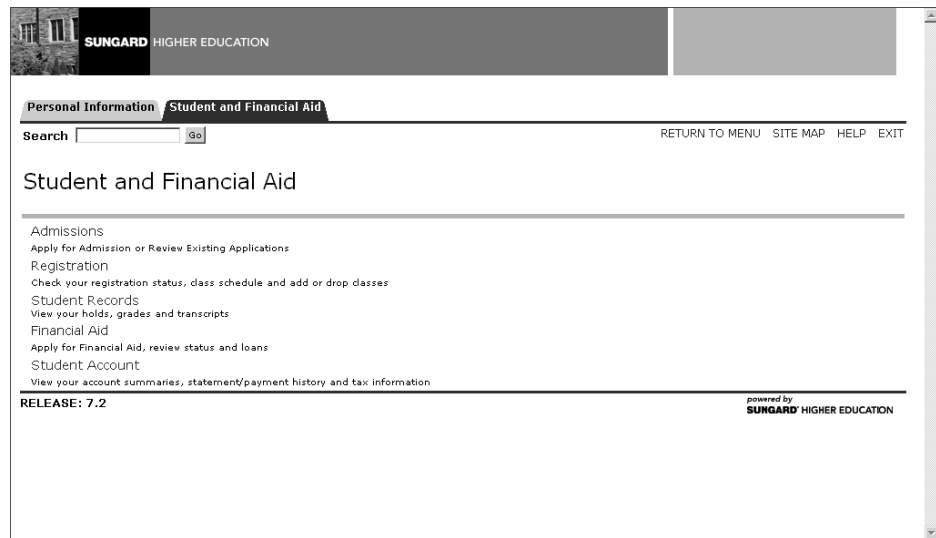 SUNGARD HIGHER EDUCATION
Personal Information Student and Financial Aid
Search Go RETURN TO MENU SITE MAP HELP EXIT
Student and Financial Aid
Admissions
Apply for Admission or Review Existing Applications
Registration
Check your registration status, class schedule and add or drop classes
Student Records
View your holds, grades and transcripts
Financial Aid
Apply for Financial Aid, review status and loans
Student Account
View your account summaries, statement/payment history and tax information
RELEASE: 7.2
powered by
SUNGARD' HIGHER EDUCATION